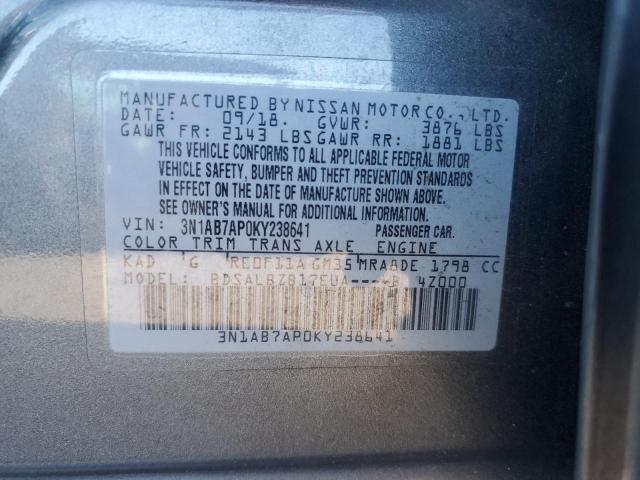 MANUFACTURED BY NISSAN MOTOR CO., LTD.
DATE: 09/18. GVWR: 3876 LBS
GAWR FR: 2143 LBS GAWR RR: 1881 LBS
THIS VEHICLE CONFORMS TO ALL APPLICABLE FEDERAL MOTOR
VEHICLE SAFETY, BUMPER AND THEFT PREVENTION STANDARDS
IN EFFECT ON THE DATE OF MANUFACTURE SHOWN ABOVE.
SEE OWNER'S MANUAL FOR ADDITIONAL INFORMATION.
VIN: 3N1AB7AP0KY238641 PASSENGER CAR.
COLOR TRIM TRANS AXLE ENGINE
KAD G RE0F11A GM35 MRA8DE 1798 CC
MODEL: 4Z000
3N1AB7AP0KY238641